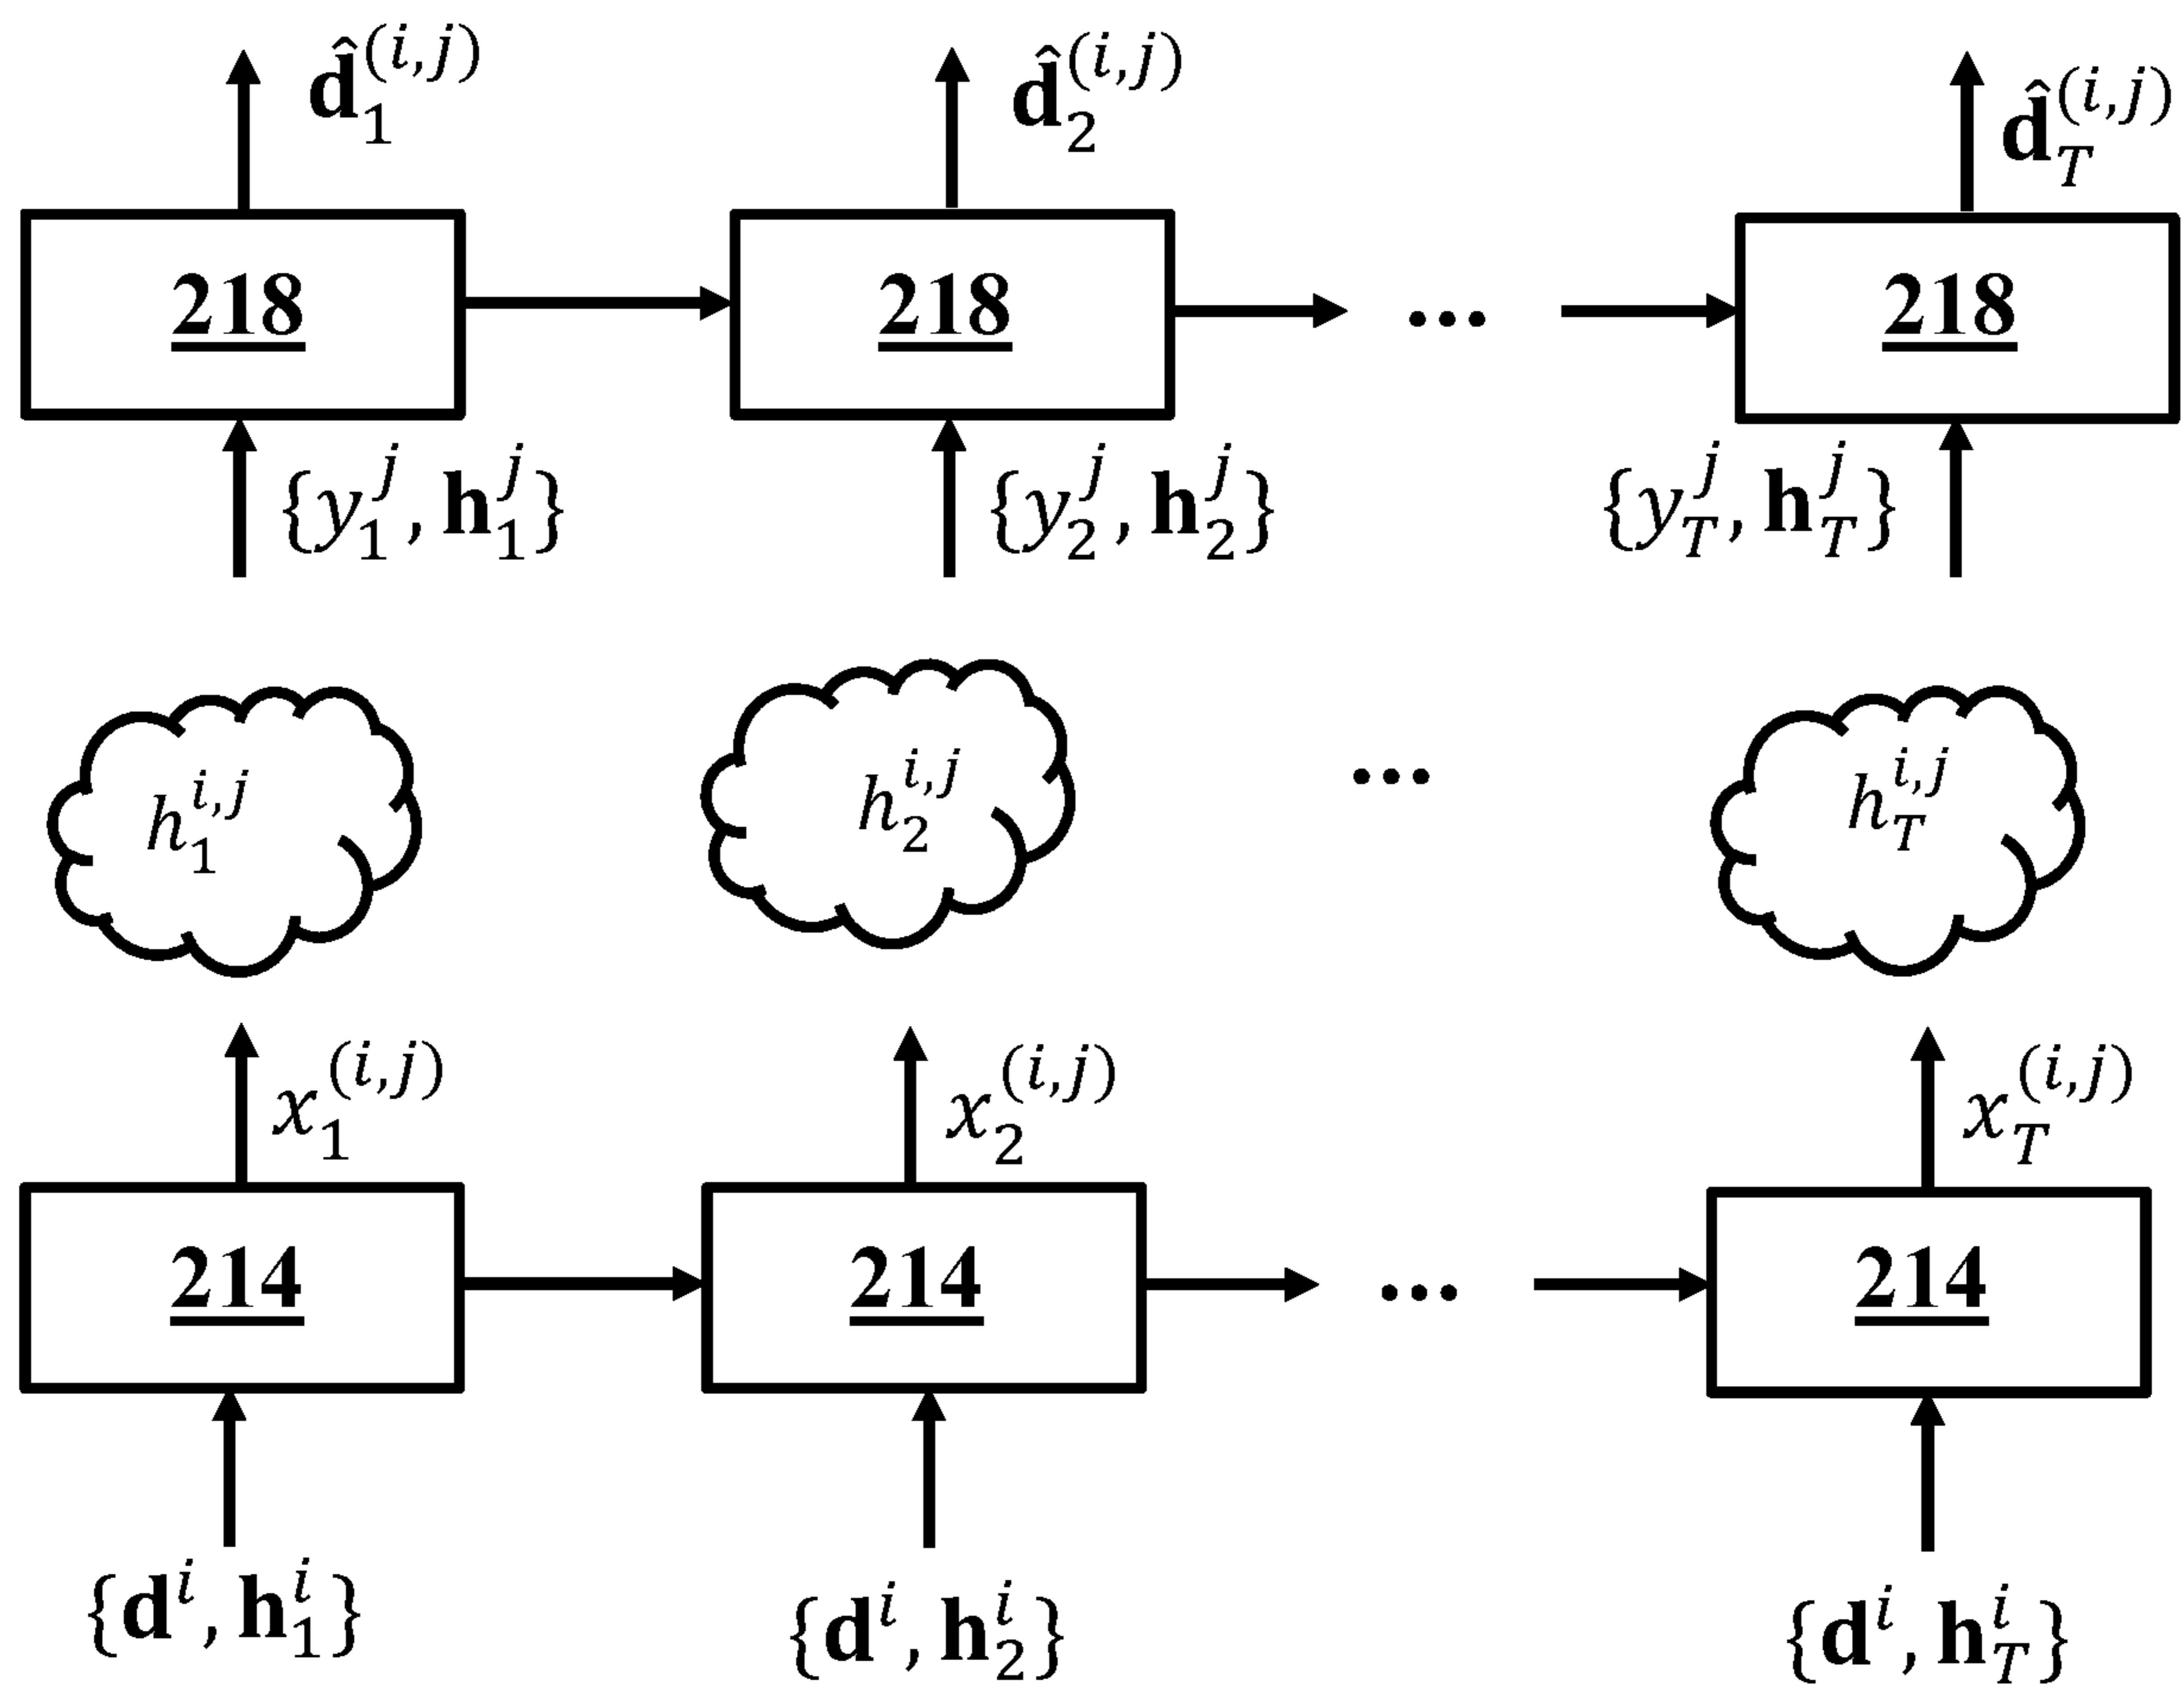 d̂₁^(i,j) d̂₂^(i,j) d̂_T^(i,j)
218 218 ... 218
{y₁^j, h₁^j} {y₂^j, h₂^j} {y_T^j, h_T^j}
h₁^i,j h₂^i,j ... h_T^i,j
x₁^(i,j) x₂^(i,j) x_T^(i,j)
214 214 ... 214
{d^i, h₁^i} {d^i, h₂^i} {d^i, h_T^i}